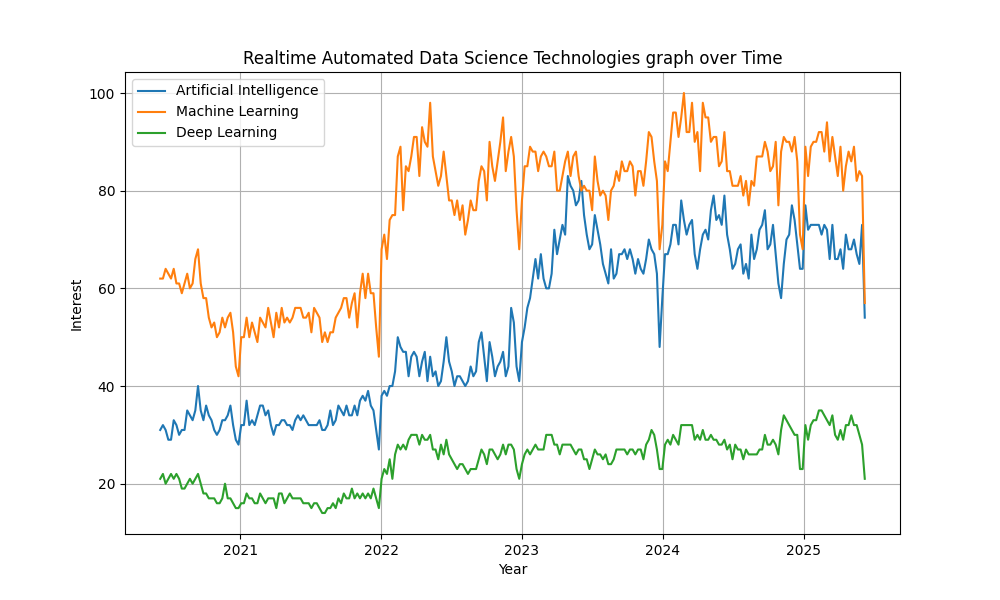 Realtime Automated Data Science Technologies graph over Time
Artificial Intelligence
Machine Learning
Deep Learning
100
80
60
40
20
Interest
2021 2022 2023 2024 2025
Year